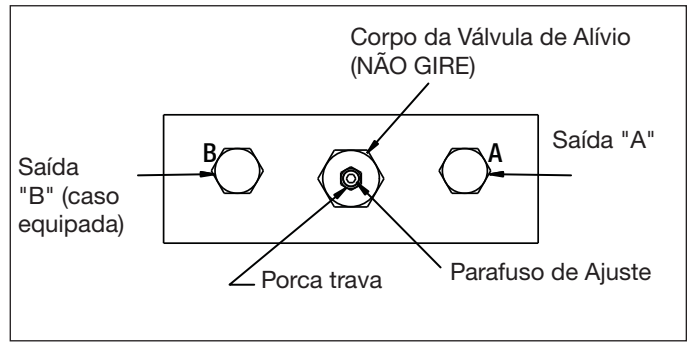 Corpo da Válvula de Alívio
(NÃO GIRE)
B
A
Saída "A"
Saída
"B" (caso
equipada)
Porca trava
Parafuso de Ajuste